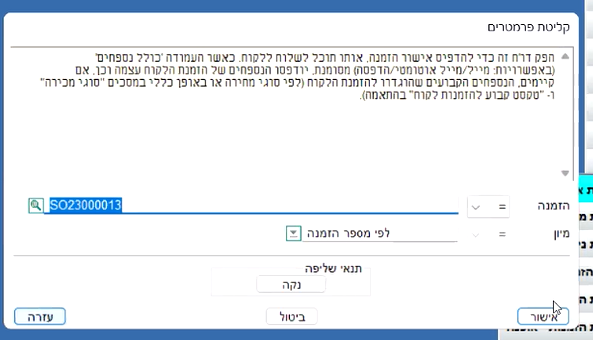 קליטת פרמטרים
הפק דו"ח זה כדי להדפיס אישור הזמנה, אותו תוכל לשלוח ללקוח. כאשר העמודה 'כולל נספחים'
(באפשרויות: מייל/מייל אוטומטי/הדפסה) מסומנת, יודפסו הנספחים של הזמנת הלקוח עצמה וכן, אם
קיימים, הנספחים הקבועים שהוגדרו להזמנת הלקוח (לפי סוגי מחירה או באופן כללי במסכים "סוגי מכירה"
ו- "טקסט קבוע להזמנות לקוח" בהתאמה).
הזמנה = SO23000013
מיון = לפי מספר הזמנה
תנאי שליפה
נקה
אישור ביטול עזרה